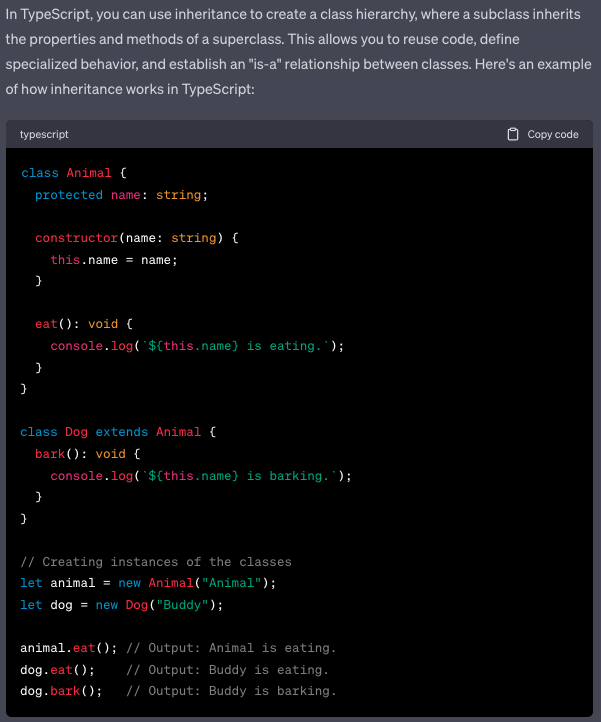 In TypeScript, you can use inheritance to create a class hierarchy, where a subclass inherits
the properties and methods of a superclass. This allows you to reuse code, define
specialized behavior, and establish an "is-a" relationship between classes. Here's an example
of how inheritance works in TypeScript:
typescript Copy code
class Animal {
  protected name: string;

  constructor(name: string) {
    this.name = name;
  }

  eat(): void {
    console.log(`${this.name} is eating.`);
  }
}

class Dog extends Animal {
  bark(): void {
    console.log(`${this.name} is barking.`);
  }
}

// Creating instances of the classes
let animal = new Animal("Animal");
let dog = new Dog("Buddy");

animal.eat(); // Output: Animal is eating.
dog.eat();    // Output: Buddy is eating.
dog.bark();   // Output: Buddy is barking.